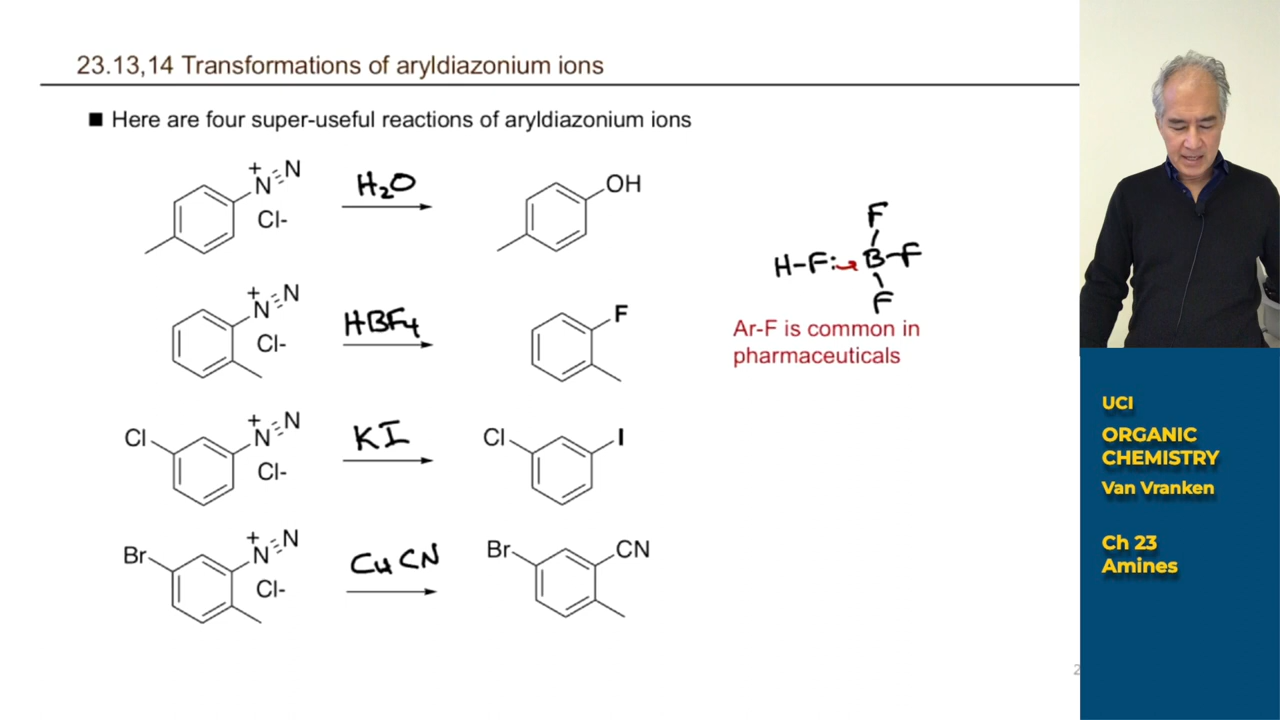 23.13,14 Transformations of aryldiazonium ions
■ Here are four super-useful reactions of aryldiazonium ions
+
N≡N
Cl-
H₂O
OH
+
N≡N
Cl-
HBF₄
F
+
Cl
N≡N
Cl-
KI
Cl
I
+
Br
N≡N
Cl-
CuCN
Br
CN
F
H-F: B-F
F
Ar-F is common in
pharmaceuticals
2
UCI
ORGANIC
CHEMISTRY
Van Vranken
Ch 23
Amines